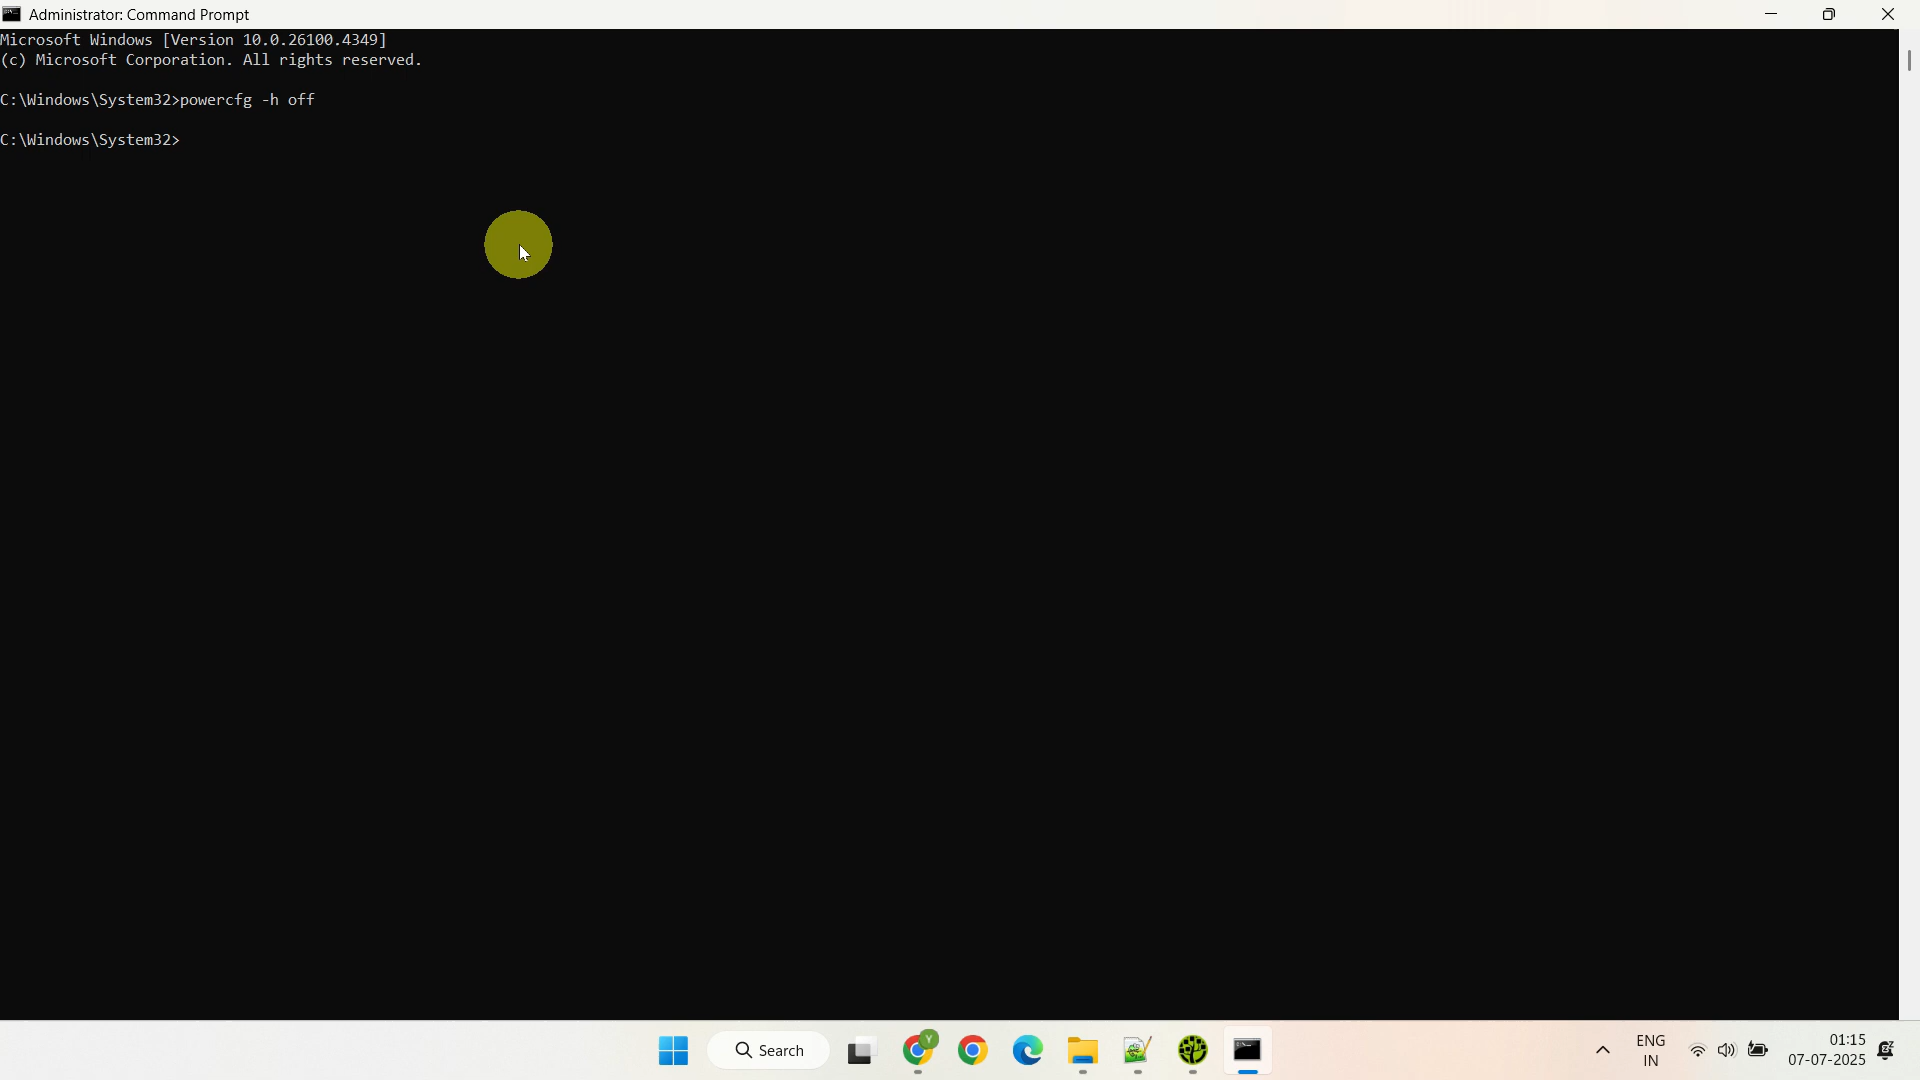 Administrator: Command Prompt
Microsoft Windows [Version 10.0.26100.4349]
(c) Microsoft Corporation. All rights reserved.
C:\Windows\System32>powercfg -h off
C:\Windows\System32>
Search
Y
ENG
IN
01:15
07-07-2025